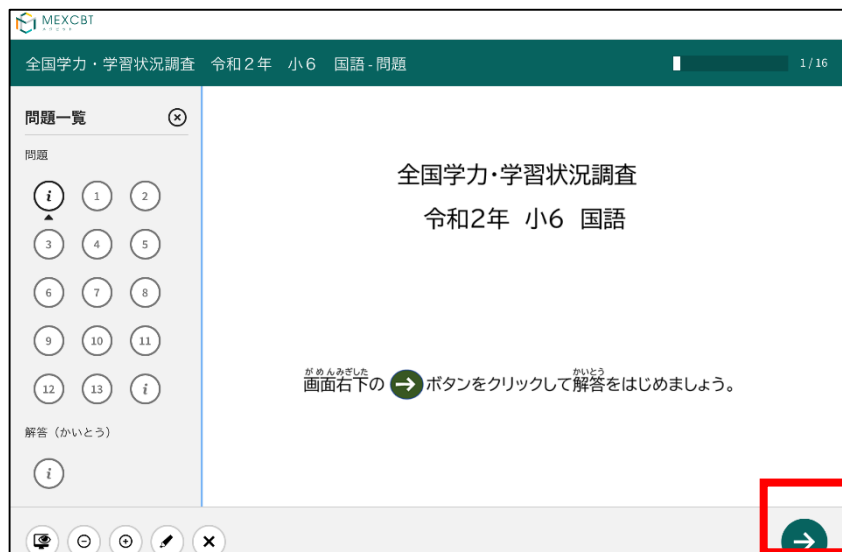 MEXCBT
全国学力・学習状況調査 令和2年 小6 国語-問題
1/16
問題一覧
問題
i 1 2
3 4 5
6 7 8
9 10 11
12 13 i
解答（かいとう）
i
全国学力・学習状況調査
令和2年 小6 国語
がめんみぎした かいとう
画面右下の ボタンをクリックして解答をはじめましょう。